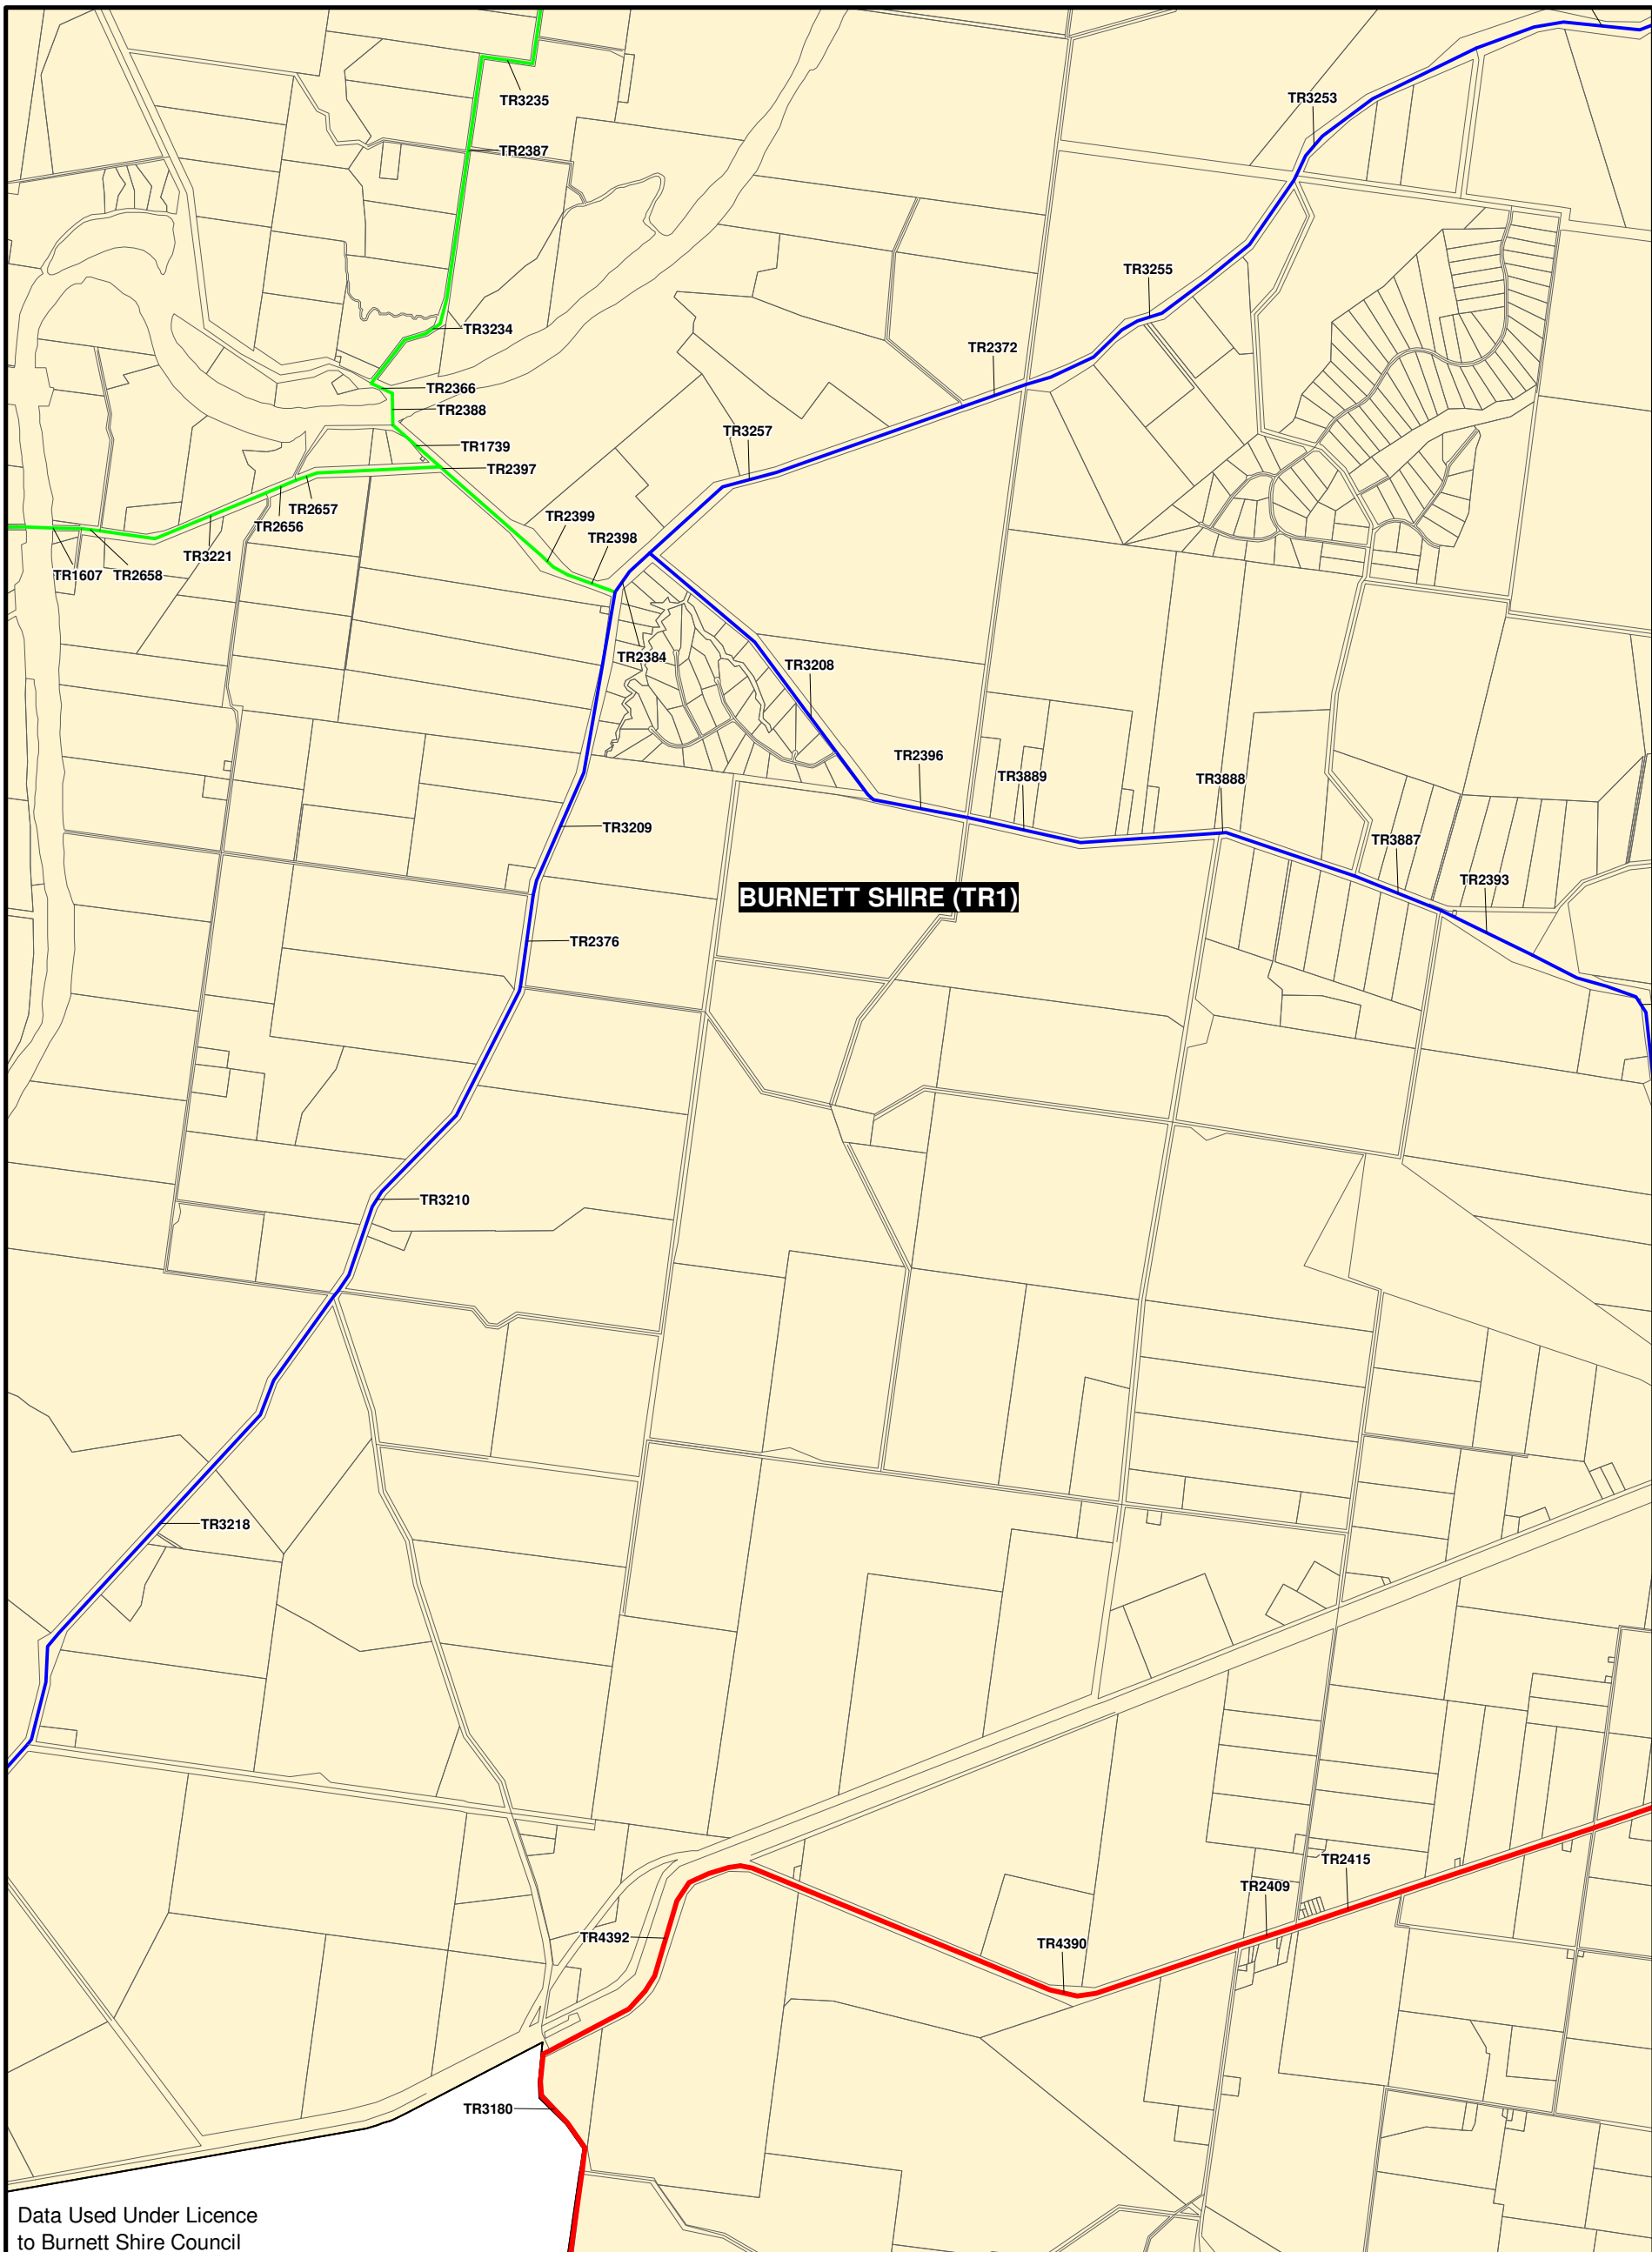 TR3253
TR3235
TR2387
TR3255
TR3234
TR2372
TR2366
TR2388
TR3257
TR1739
TR2397
TR2657
TR2399
TR2656
TR2398
TR3221
TR1607
TR2658
TR2384
TR3208
TR2396
TR3889
TR3888
TR3209
TR3887
TR2393
BURNETT SHIRE (TR1)
TR2376
TR3210
TR3218
TR2415
TR2409
TR4392
TR4390
TR3180
Data Used Under Licence
to Burnett Shire Council